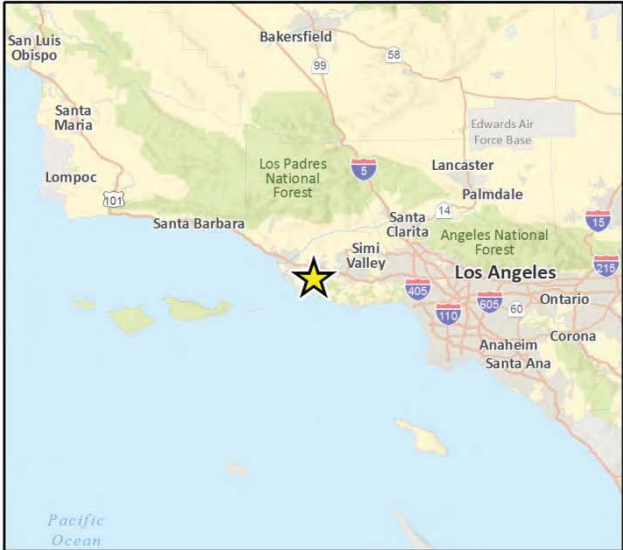 San Luis
Obispo
Bakersfield
99
58
Santa
Maria
Edwards Air
Force Base
Los Padres
National
Forest
5
Lancaster
Lompoc
Palmdale
101
14
15
Santa Barbara
Santa
Clarita
Angeles National
Forest
Simi
Valley
Los Angeles
215
405
605
Ontario
110
60
Anaheim
Corona
Santa Ana
Pacific
Ocean